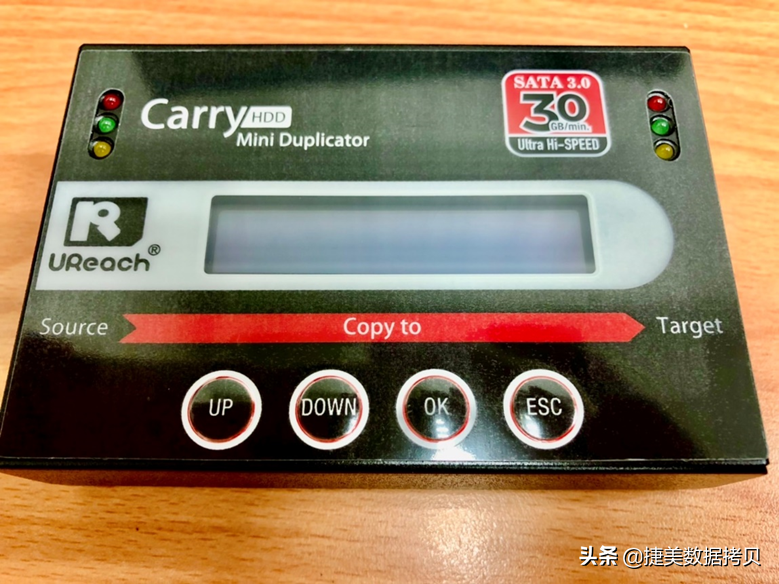 Carry HDD
Mini Duplicator
SATA 3.0
30
GB/min.
Ultra Hi-SPEED
R
UReach®
Source
Copy to
Target
UP
DOWN
OK
ESC
头条 @捷美数据拷贝